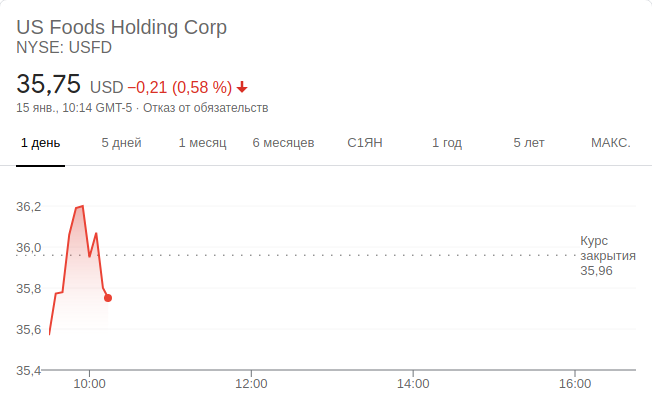 US Foods Holding Corp
NYSE: USFD
35,75 USD −0,21 (0,58 %)
15 янв., 10:14 GMT-5 · Отказ от обязательств
1 день 5 дней 1 месяц 6 месяцев С1ЯН 1 год 5 лет МАКС.
36,2
36,0
35,8
35,6
35,4
Курс
закрытия
35,96
10:00 12:00 14:00 16:00